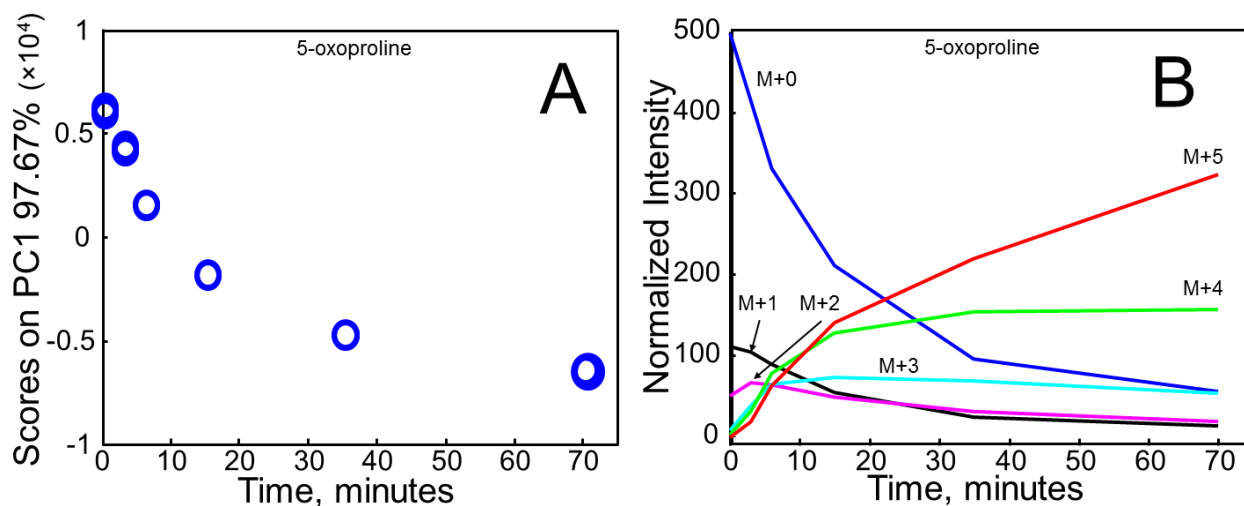 5-oxoproline
A
Scores on PC1 97.67% (×10⁴)
1
0.5
0
-0.5
-1
0 10 20 30 40 50 60 70
Time, minutes
5-oxoproline
B
Normalized Intensity
500
400
300
200
100
0
M+0
M+5
M+1
M+2
M+4
M+3
0 10 20 30 40 50 60 70
Time, minutes